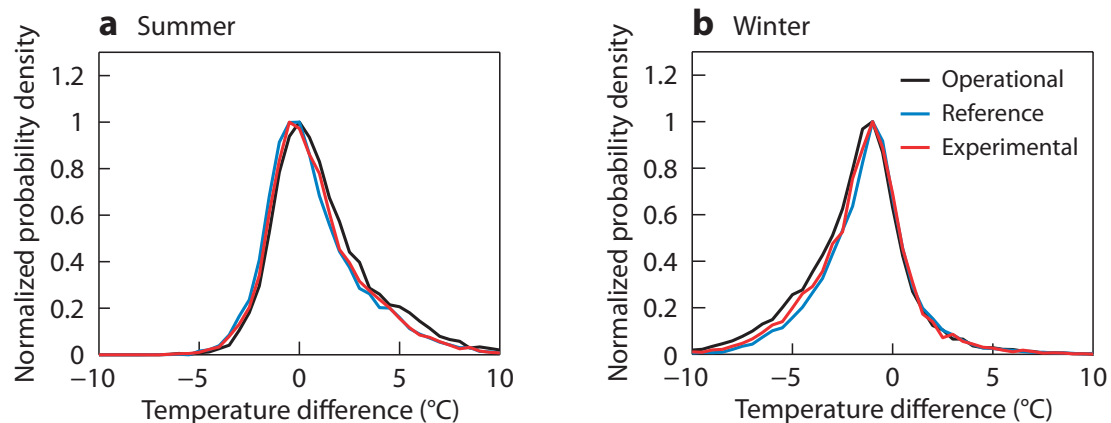 a Summer
Normalized probability density
1.2
1
0.8
0.6
0.4
0.2
0
−10
−5
0
5
10
Temperature difference (°C)
b Winter
Normalized probability density
1.2
1
0.8
0.6
0.4
0.2
0
−10
−5
0
5
10
Temperature difference (°C)
Operational
Reference
Experimental